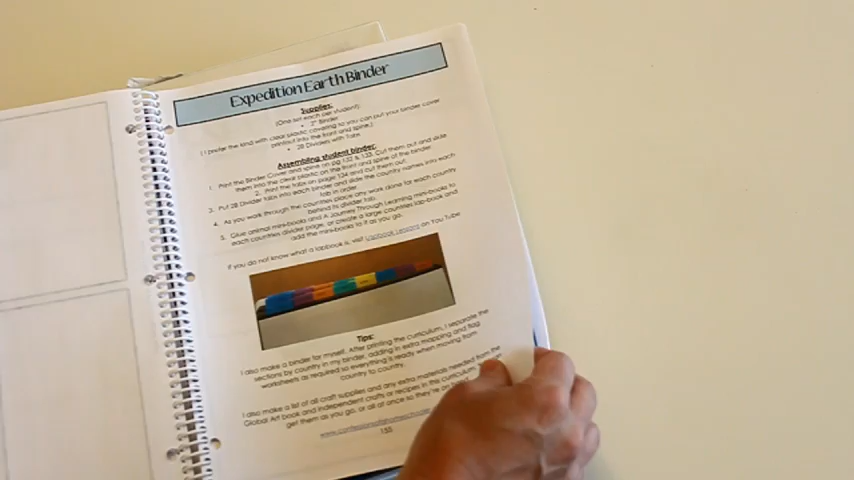 Expedition Earth Binder
Supplies:
(One set each per student):
• 2" Binder
( I prefer the kind with clear plastic covering so you can put your binder cover
printout into the front and spine.)
• 28 Dividers with Tabs
Assembling student binder:
1. Print the Binder Cover and spine on pg 132 & 133. Cut them out and slide
them into the clear plastic on the front and spine of the binder.
2. Print the tabs on page 134 and cut them out.
3. Put 28 Divider tabs into each binder and slide the country names into each
tab in order.
4. As you work through the countries place any work done for each country
behind its divider tab.
5. Glue animal mini-books and A Journey Through Learning mini-books to
each countries divider page, or create a large countries lap-book and
add the mini-books to it as you go.
If you do not know what a lapbook is, visit Lapbook Lessons on You Tube
Tips:
I also make a binder for myself. After printing the curriculum, I separate the
sections by country in my binder, adding in extra mapping and flag
worksheets as required so everything is ready when moving from
country to country.
I also make a list of all craft supplies and any extra materials needed from the
Global Art book and independent crafts or recipes in this curriculum
get them as you go, or all at once so they're on
155